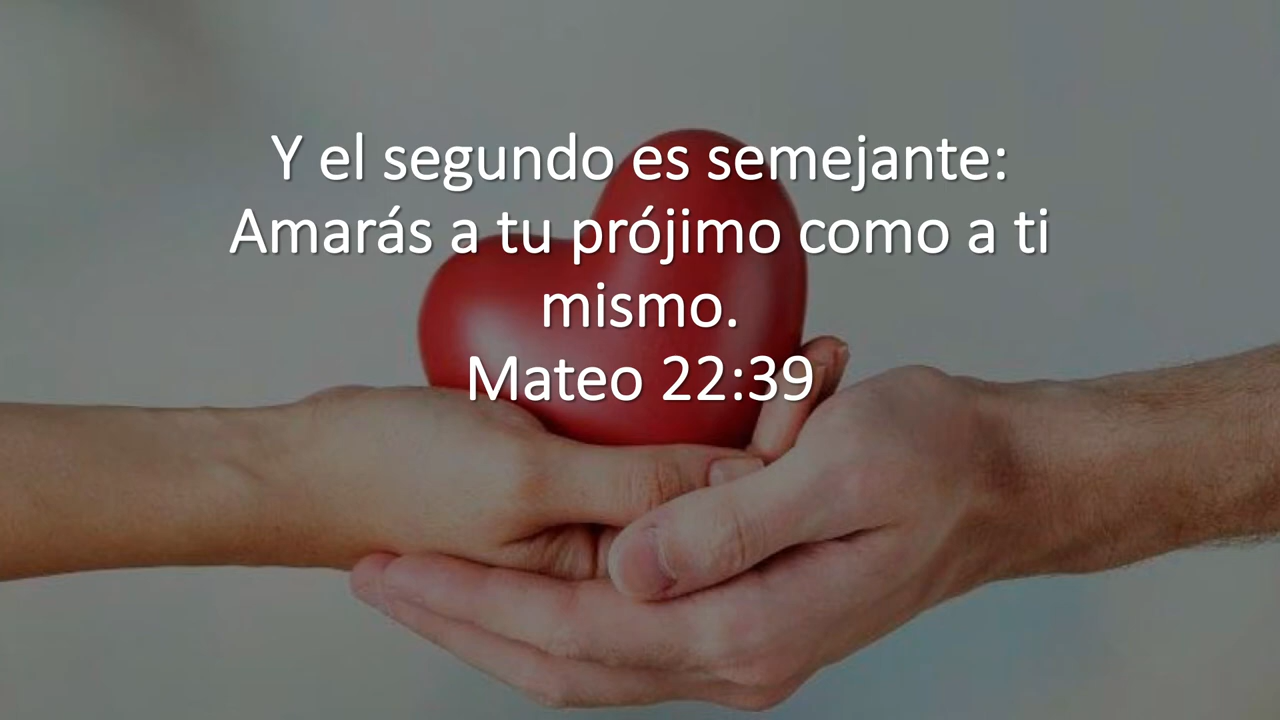 Y el segundo es semejante:
Amarás a tu prójimo como a ti
mismo.
Mateo 22:39